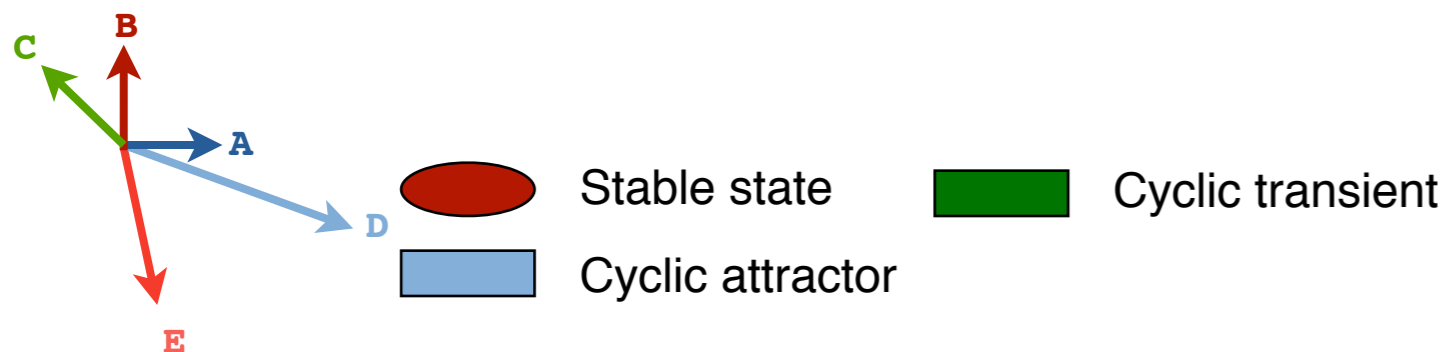 B
C
A
D
E
Stable state
Cyclic transient
Cyclic attractor